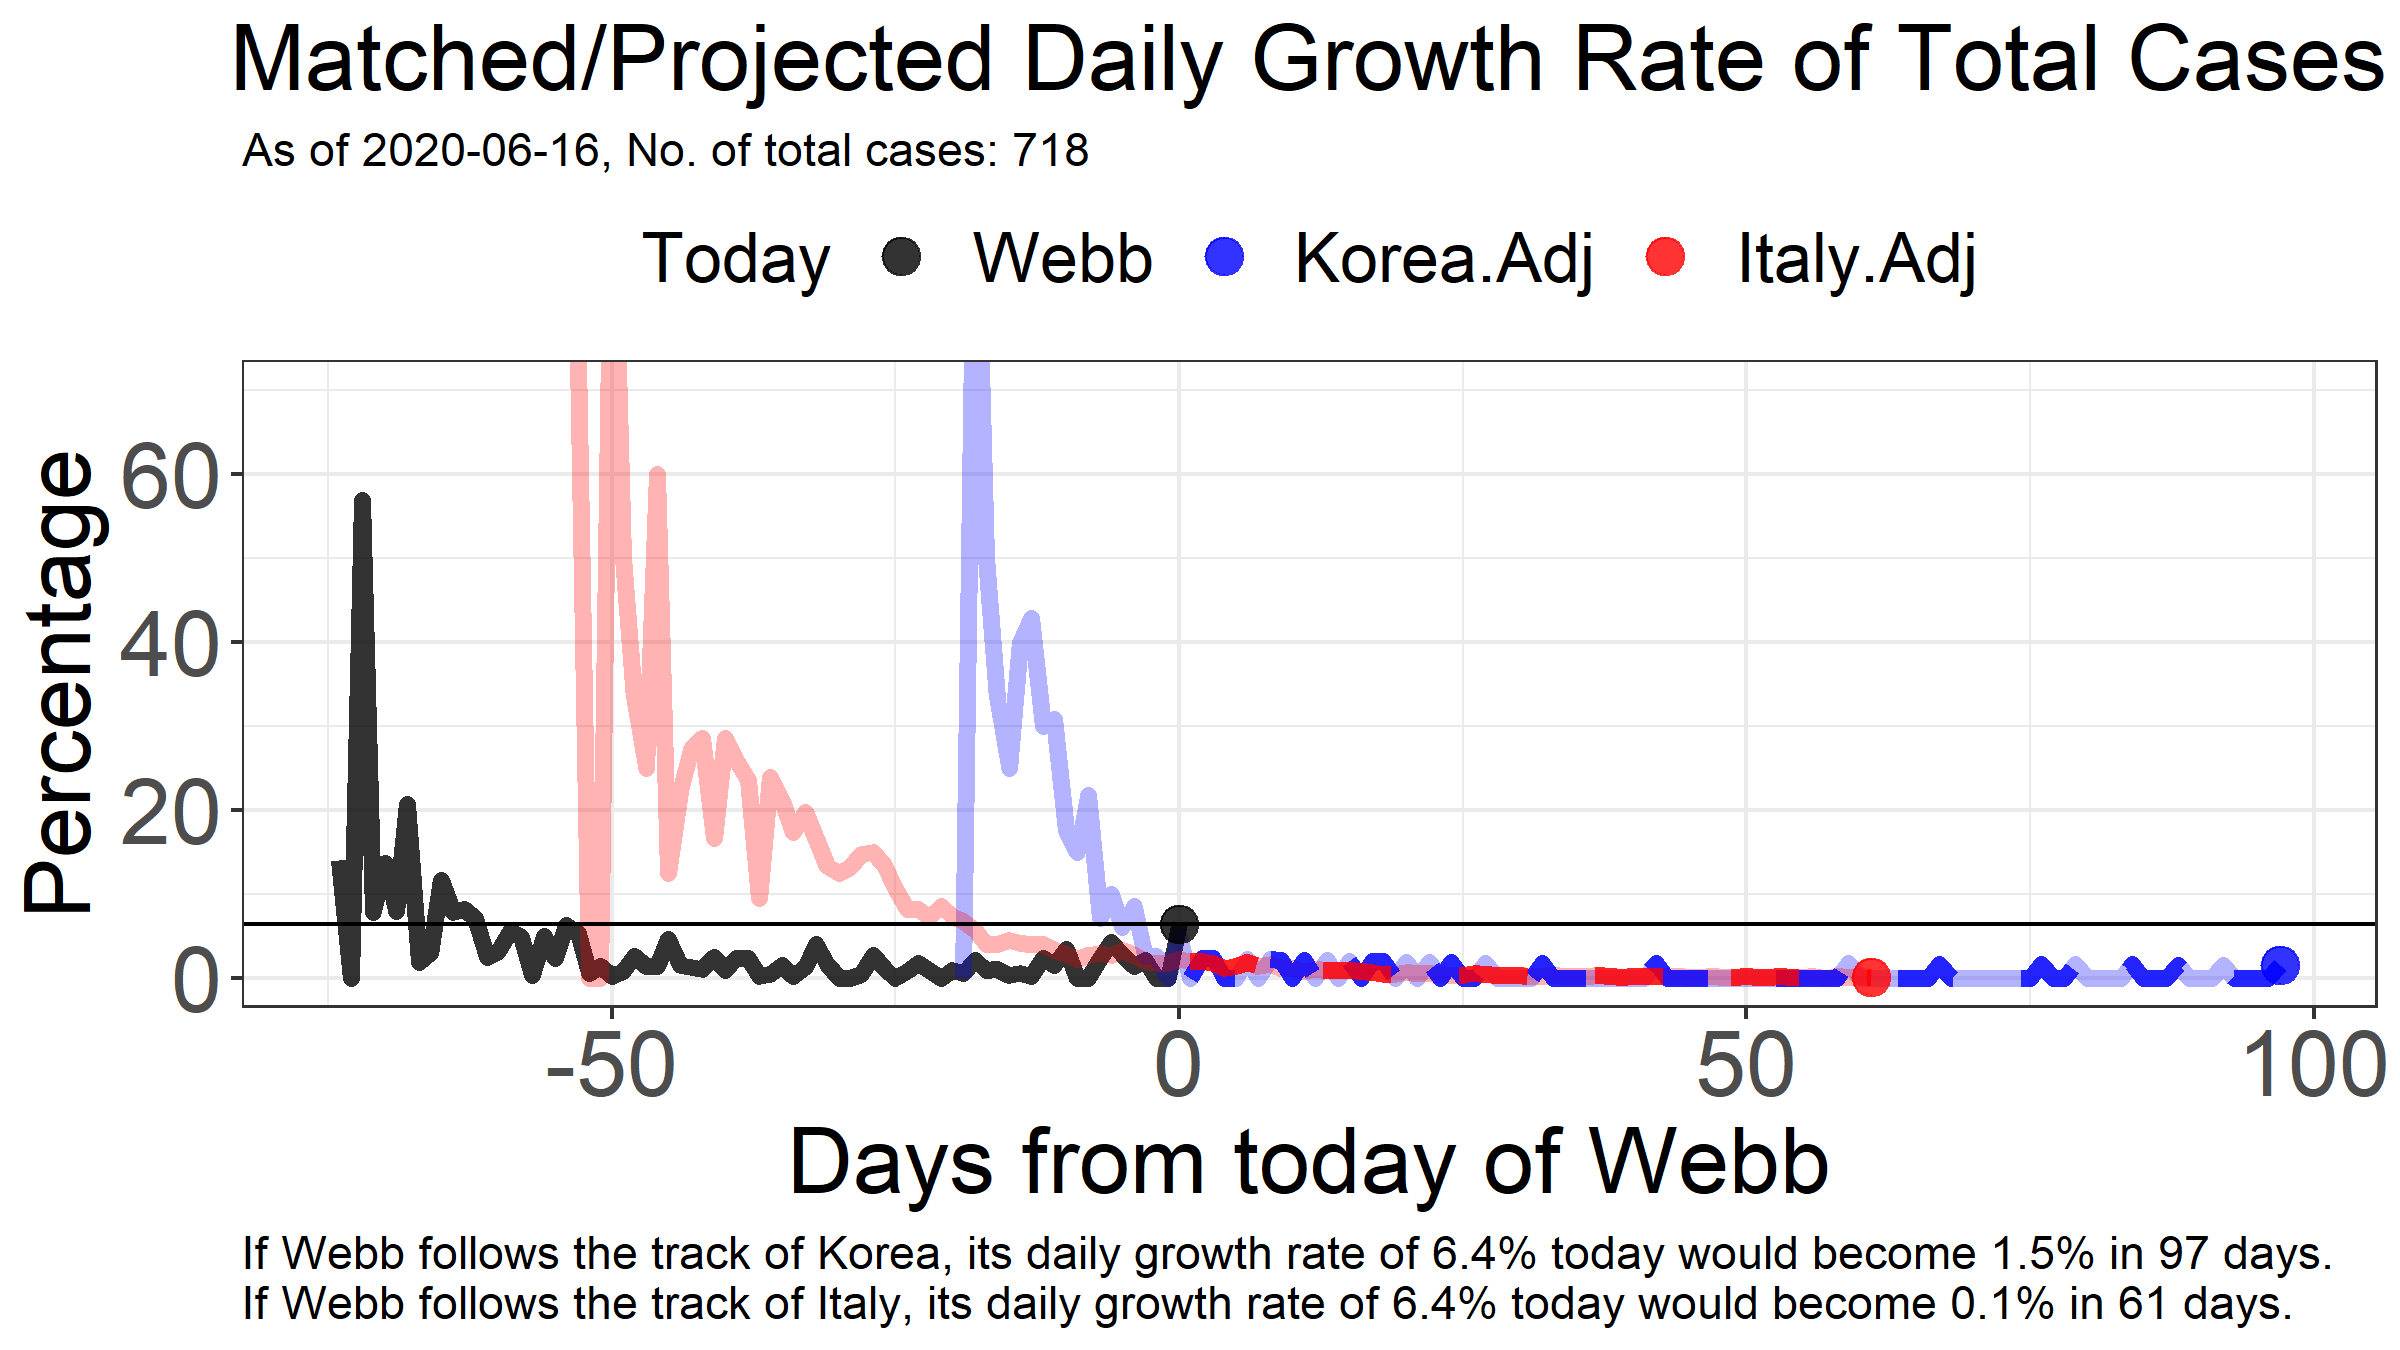 Matched/Projected Daily Growth Rate of Total Cases
As of 2020-06-16, No. of total cases: 718
Today Webb Korea.Adj Italy.Adj
Percentage
60
40
20
0
-50 0 50 100
Days from today of Webb
If Webb follows the track of Korea, its daily growth rate of 6.4% today would become 1.5% in 97 days.
If Webb follows the track of Italy, its daily growth rate of 6.4% today would become 0.1% in 61 days.